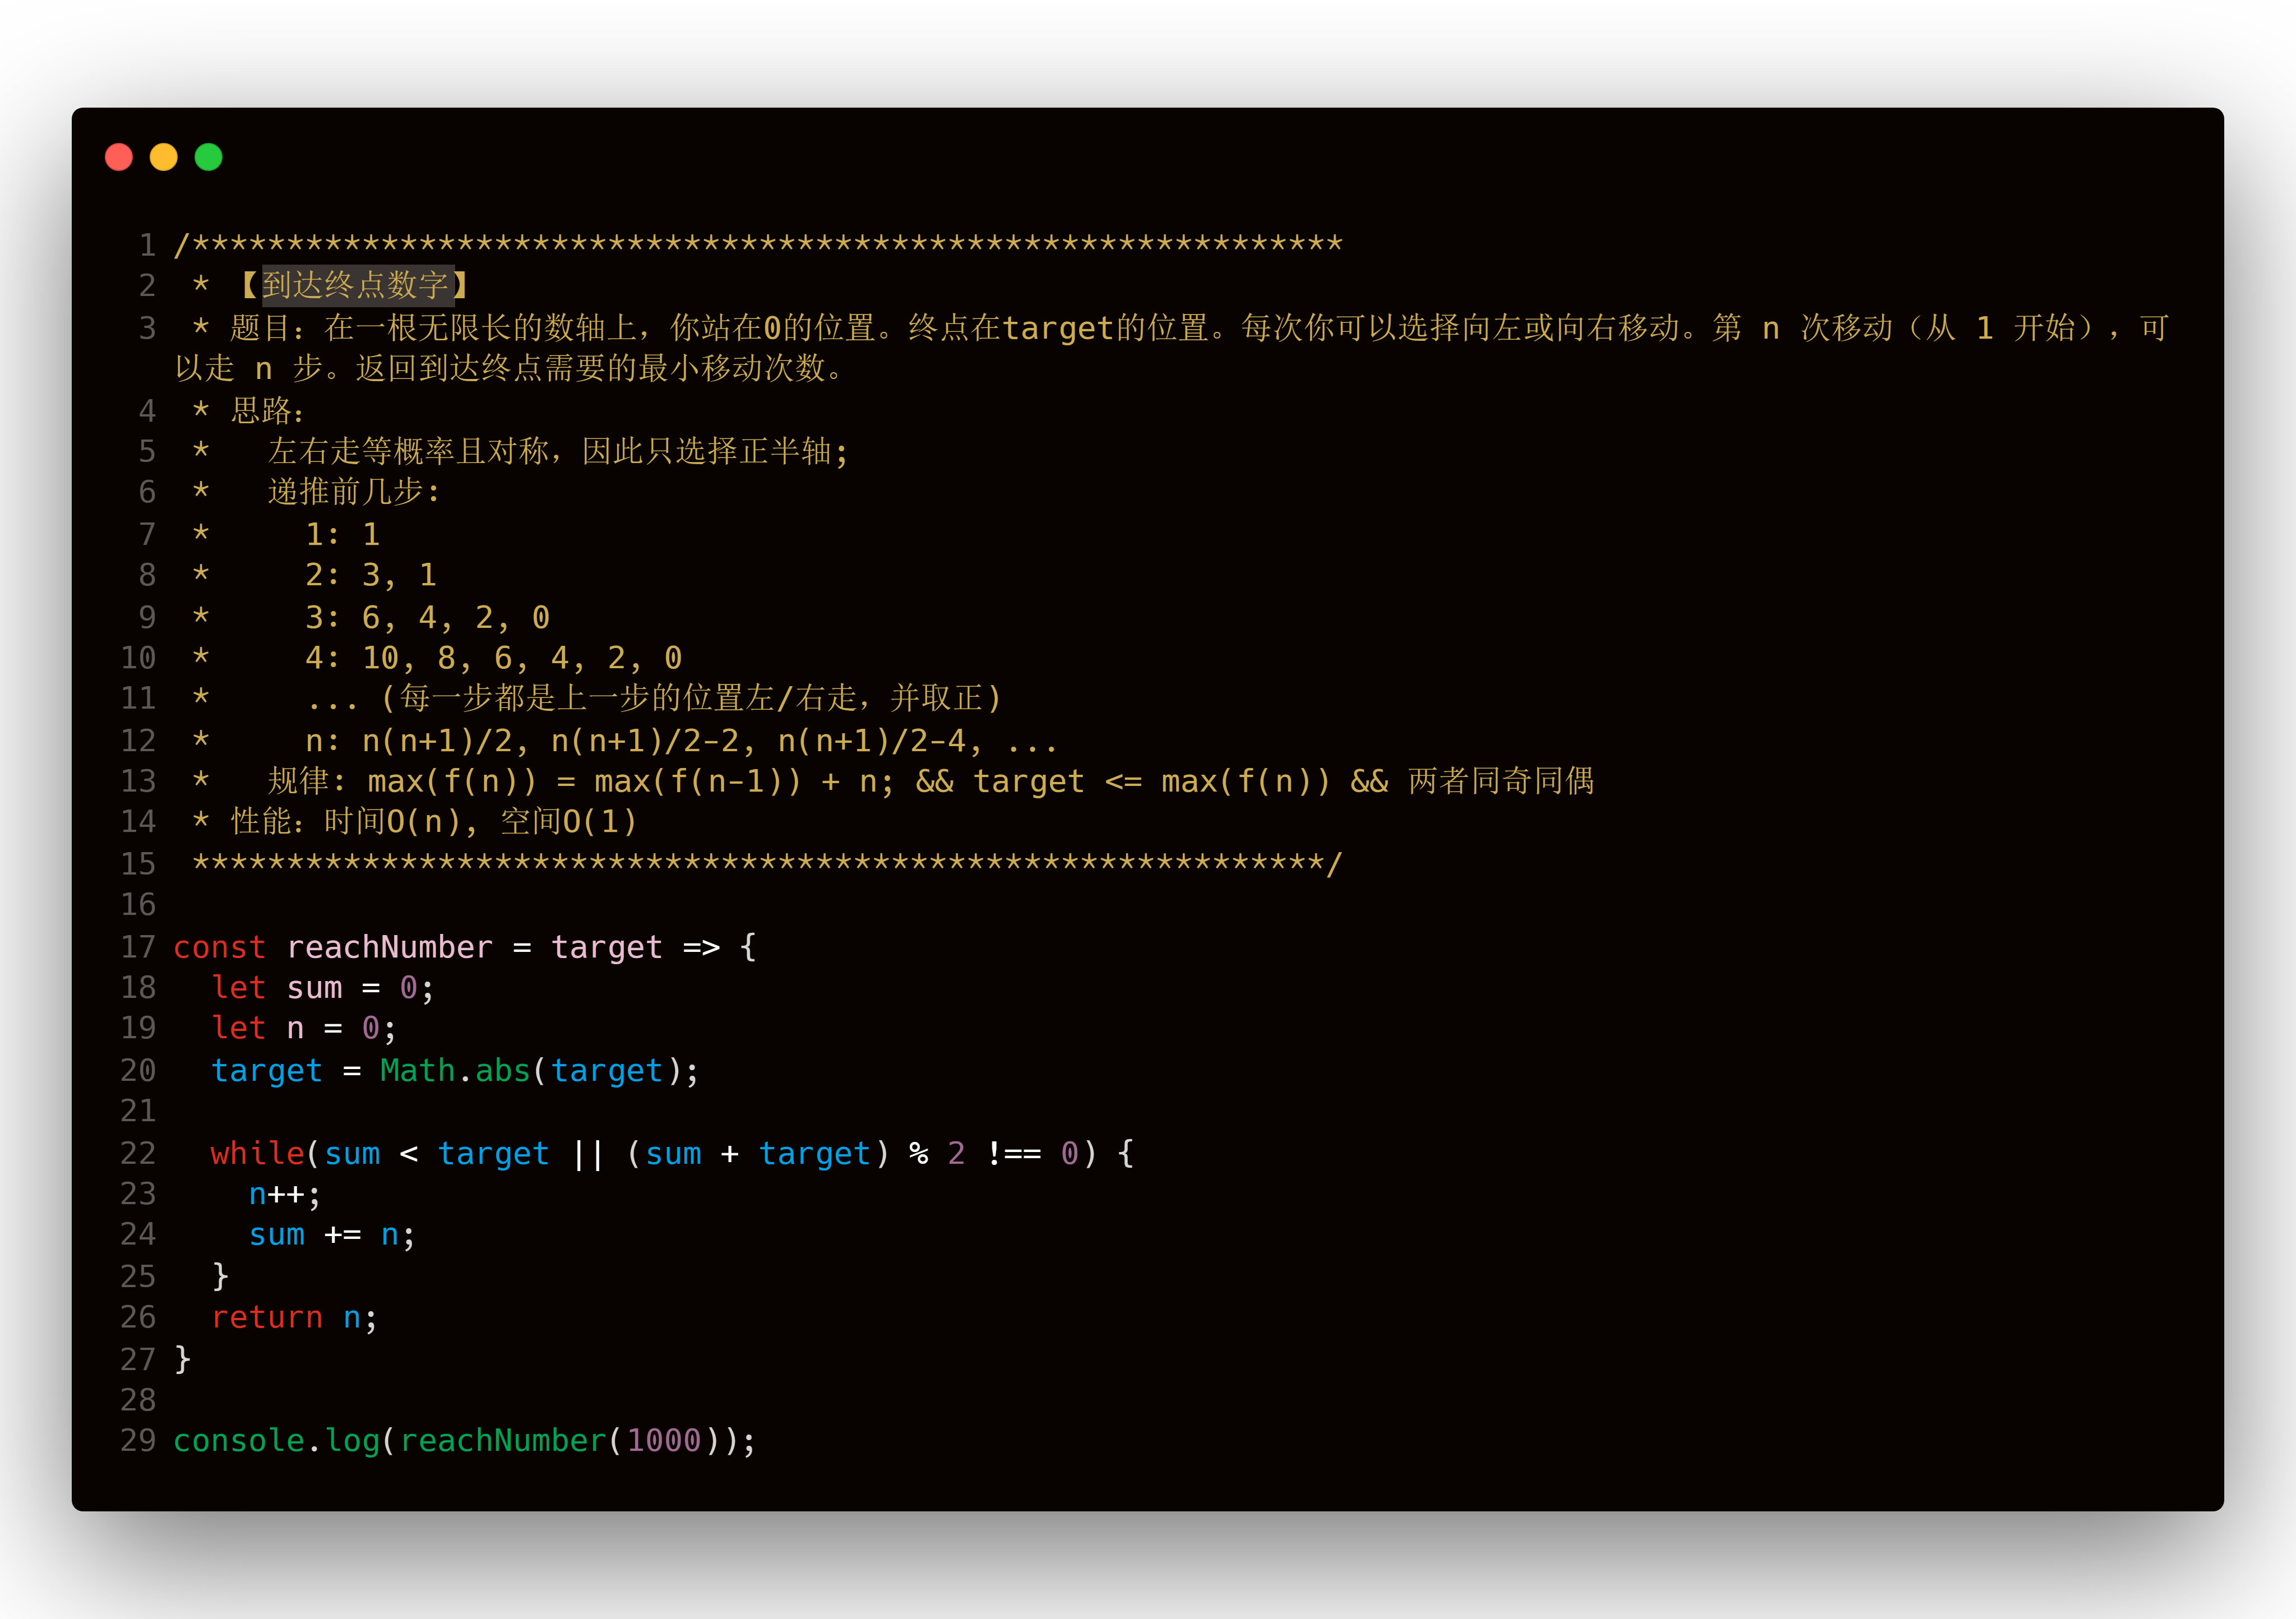 1 /*************************************************************
2  * 【到达终点数字】
3  * 题目：在一根无限长的数轴上，你站在0的位置。终点在target的位置。每次你可以选择向左或向右移动。第 n 次移动（从 1 开始），可
以走 n 步。返回到达终点需要的最小移动次数。
4  * 思路：
5  *   左右走等概率且对称，因此只选择正半轴;
6  *   递推前几步:
7  *     1: 1
8  *     2: 3, 1
9  *     3: 6, 4, 2, 0
10  *     4: 10, 8, 6, 4, 2, 0
11  *     ... (每一步都是上一步的位置左/右走，并取正)
12  *     n: n(n+1)/2, n(n+1)/2-2, n(n+1)/2-4, ...
13  *   规律: max(f(n)) = max(f(n-1)) + n; && target <= max(f(n)) && 两者同奇同偶
14  * 性能：时间O(n), 空间O(1)
15  ************************************************************/
16
17 const reachNumber = target => {
18   let sum = 0;
19   let n = 0;
20   target = Math.abs(target);
21
22   while(sum < target || (sum + target) % 2 !== 0) {
23     n++;
24     sum += n;
25   }
26   return n;
27 }
28
29 console.log(reachNumber(1000));